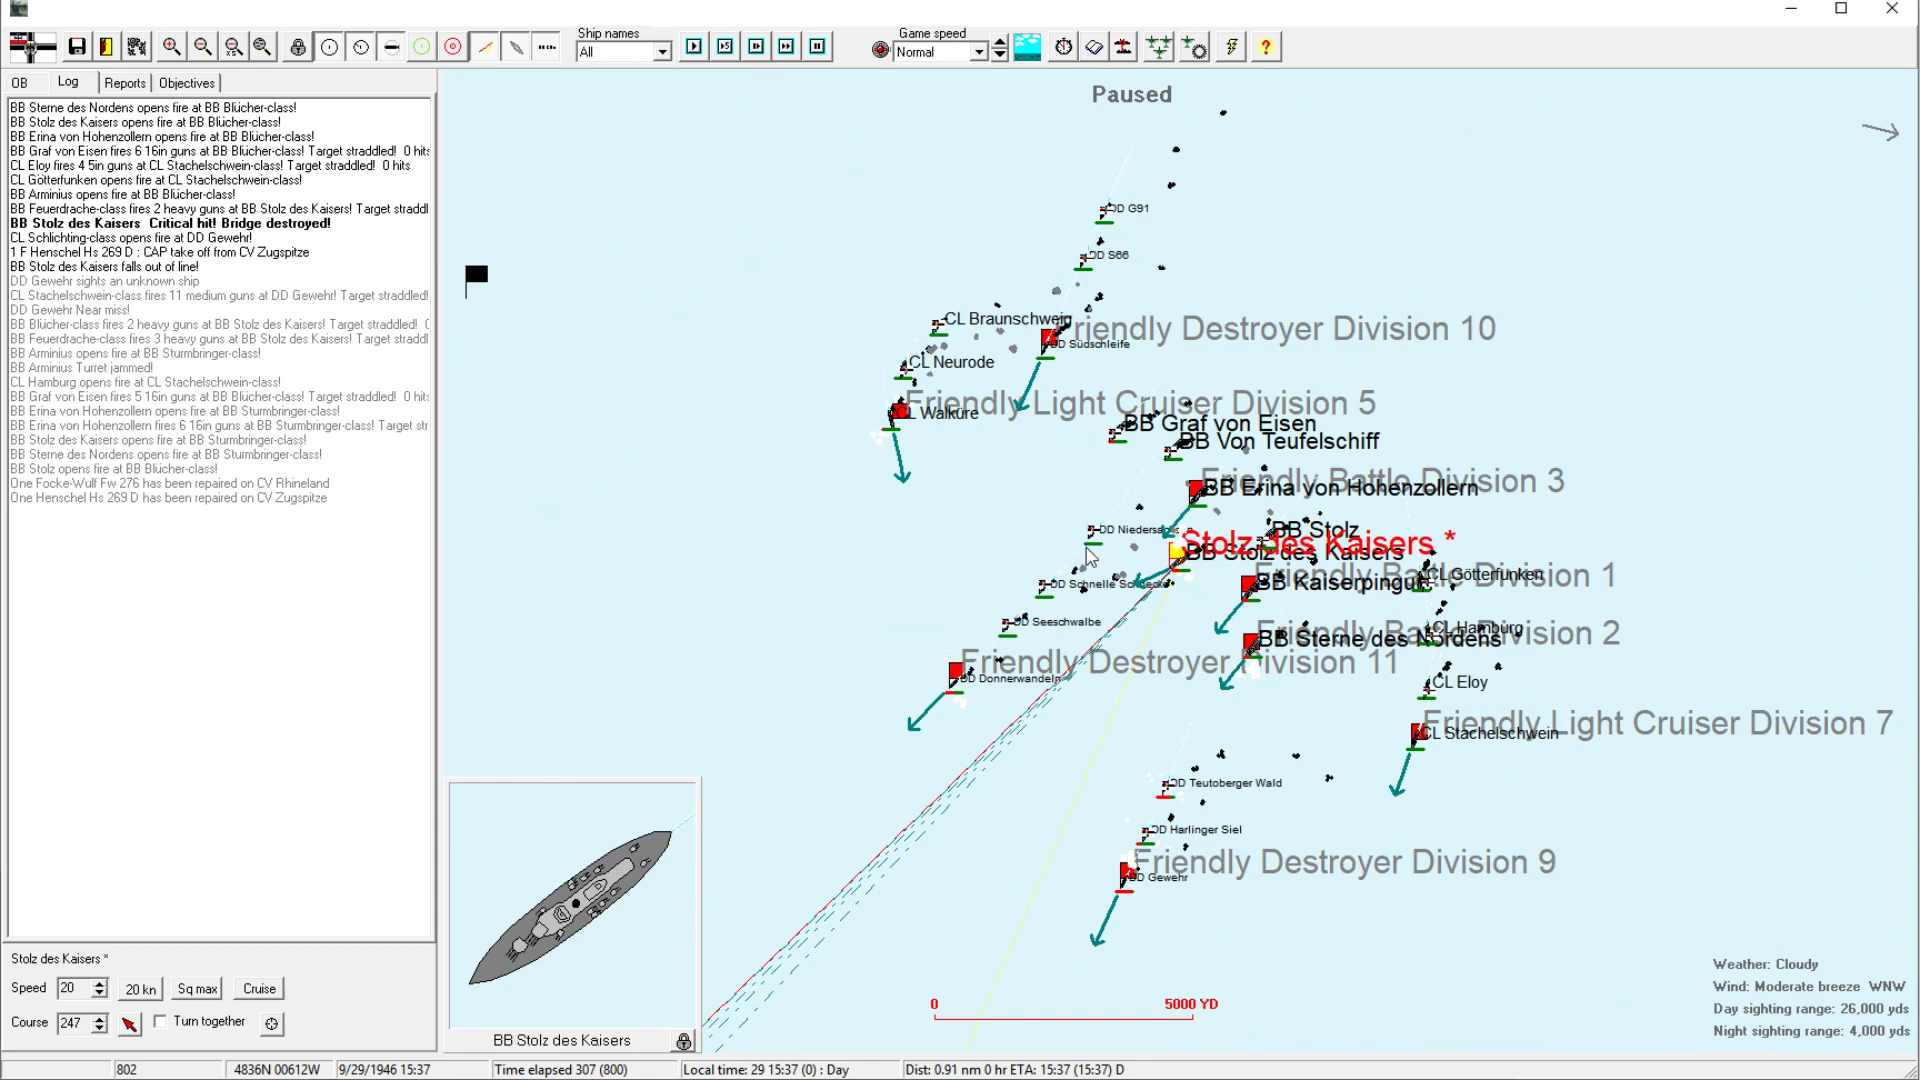 Ship names
All
Game speed
Normal
OB
Log
Reports
Objectives
BB Sterne des Nordens opens fire at BB Blücher-class!
BB Stolz des Kaisers opens fire at BB Blücher-class!
BB Erina von Hohenzollern opens fire at BB Blücher-class!
BB Graf von Eisen fires 6 16in guns at BB Blücher-class! Target straddled!  0 hits
CL Eloy fires 4 5in guns at CL Stachelschwein-class! Target straddled!  0 hits
CL Götterfunken opens fire at CL Stachelschwein-class!
BB Arminius opens fire at BB Blücher-class!
BB Feuerdrache-class fires 2 heavy guns at BB Stolz des Kaisers! Target straddl
BB Stolz des Kaisers  Critical hit! Bridge destroyed!
CL Schlichting-class opens fire at DD Gewehr!
1 F Henschel Hs 269 D : CAP take off from CV Zugspitze
BB Stolz des Kaisers falls out of line!
DD Gewehr sights an unknown ship
CL Stachelschwein-class fires 11 medium guns at DD Gewehr! Target straddled!
DD Gewehr Near miss!
BB Blücher-class fires 2 heavy guns at BB Stolz des Kaisers! Target straddled!
BB Feuerdrache-class fires 3 heavy guns at BB Stolz des Kaisers! Target straddl
BB Arminius opens fire at BB Sturmbringer-class!
BB Arminius Turret jammed!
CL Hamburg opens fire at CL Stachelschwein-class!
BB Graf von Eisen fires 5 16in guns at BB Blücher-class! Target straddled!  0 hits
BB Erina von Hohenzollern opens fire at BB Sturmbringer-class!
BB Erina von Hohenzollern fires 6 16in guns at BB Sturmbringer-class! Target str
BB Stolz des Kaisers opens fire at BB Sturmbringer-class!
BB Sterne des Nordens opens fire at BB Sturmbringer-class!
BB Stolz opens fire at BB Blücher-class!
One Focke-Wulf Fw 276 has been repaired on CV Rhineland
One Henschel Hs 269 D has been repaired on CV Zugspitze
Paused
DD G91
DD S66
CL Braunschweig
Friendly Destroyer Division 10
DD Südschleife
CL Neurode
Friendly Light Cruiser Division 5
CL Walküre
BB Graf von Eisen
BB Von Teufelschiff
Friendly Battle Division 3
BB Erina von Hohenzollern
BB Stolz
Stolz des Kaisers *
BB Stolz des Kaisers
Friendly Battle Division 1
BB Kaiserpinguin
CL Götterfunken
CL Hamburg
Friendly Battle Division 2
BB Sterne des Nordens
DD Seeschwalbe
Friendly Destroyer Division 11
DD Donnerwandeln
CL Eloy
Friendly Light Cruiser Division 7
CL Stachelschwein
DD Teutoberger Wald
DD Harlinger Siel
Friendly Destroyer Division 9
DD Gewehr
0 5000 YD
Weather: Cloudy
Wind: Moderate breeze  WNW
Day sighting range: 26,000 yds
Night sighting range: 4,000 yds
Stolz des Kaisers *
Speed 20 20 kn Sq max Cruise
Course 247 Turn together
BB Stolz des Kaisers
802 4836N 00612W 9/29/1946 15:37 Time elapsed 307 (800) Local time: 29 15:37 (0) : Day Dist: 0.91 nm 0 hr ETA: 15:37 (15:37) D